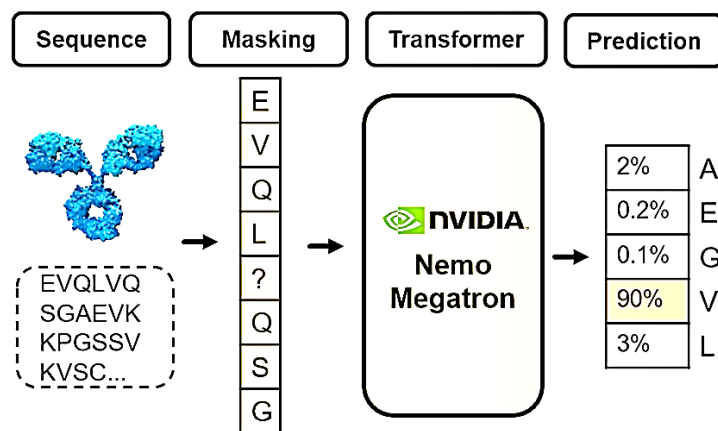 Sequence
Masking
Transformer
Prediction
EVQLVQ
SGAEVK
KPGSSV
KVSC...
E
V
Q
L
?
Q
S
G
NVIDIA.
Nemo
Megatron
2% A
0.2% E
0.1% G
90% V
3% L